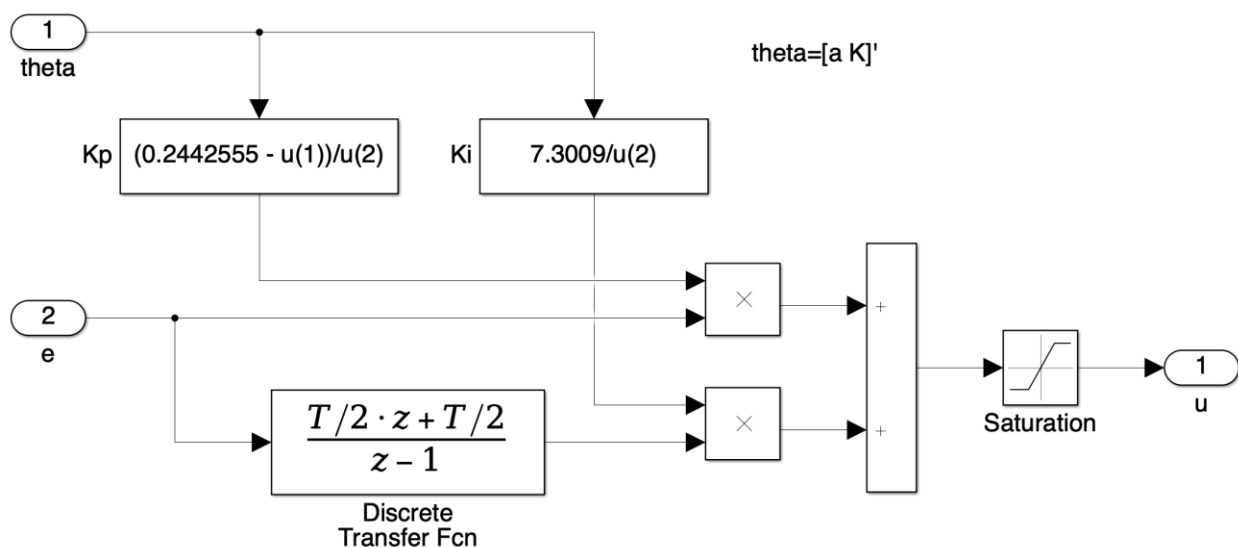 1
theta
theta=[a K]'
Kp
(0.2442555 - u(1))/u(2)
Ki
7.3009/u(2)
×
+
2
e
T/2 · z + T/2
z − 1
Discrete
Transfer Fcn
×
+
Saturation
1
u